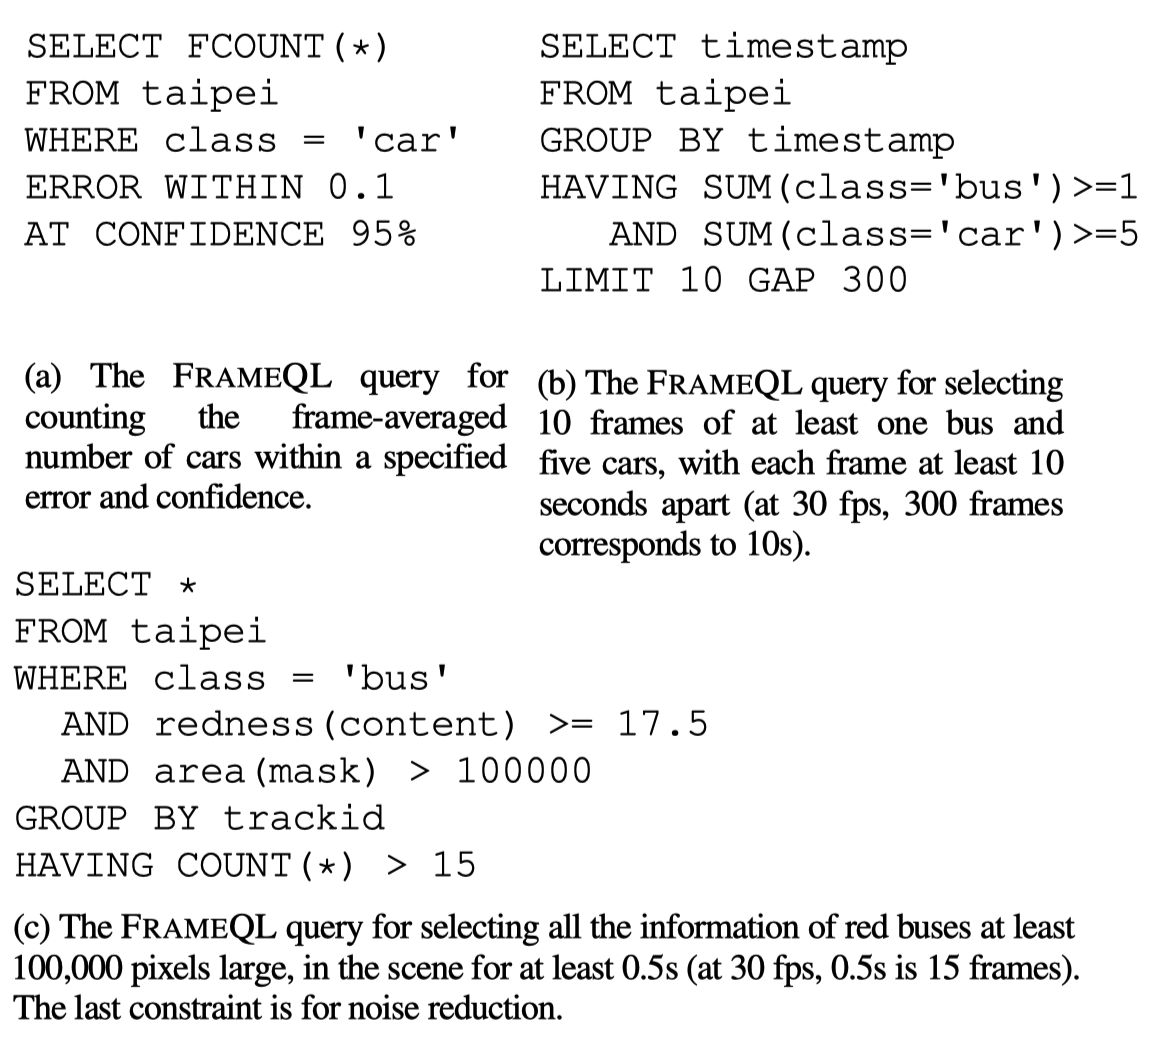 SELECT FCOUNT(*)
FROM taipei
WHERE class = 'car'
ERROR WITHIN 0.1
AT CONFIDENCE 95%
(a) The FRAMEQL query for
counting the frame-averaged
number of cars within a specified
error and confidence.
SELECT timestamp
FROM taipei
GROUP BY timestamp
HAVING SUM(class='bus')>=1
AND SUM(class='car')>=5
LIMIT 10 GAP 300
(b) The FRAMEQL query for selecting
10 frames of at least one bus and
five cars, with each frame at least 10
seconds apart (at 30 fps, 300 frames
corresponds to 10s).
SELECT *
FROM taipei
WHERE class = 'bus'
AND redness(content) >= 17.5
AND area(mask) > 100000
GROUP BY trackid
HAVING COUNT(*) > 15
(c) The FRAMEQL query for selecting all the information of red buses at least
100,000 pixels large, in the scene for at least 0.5s (at 30 fps, 0.5s is 15 frames).
The last constraint is for noise reduction.